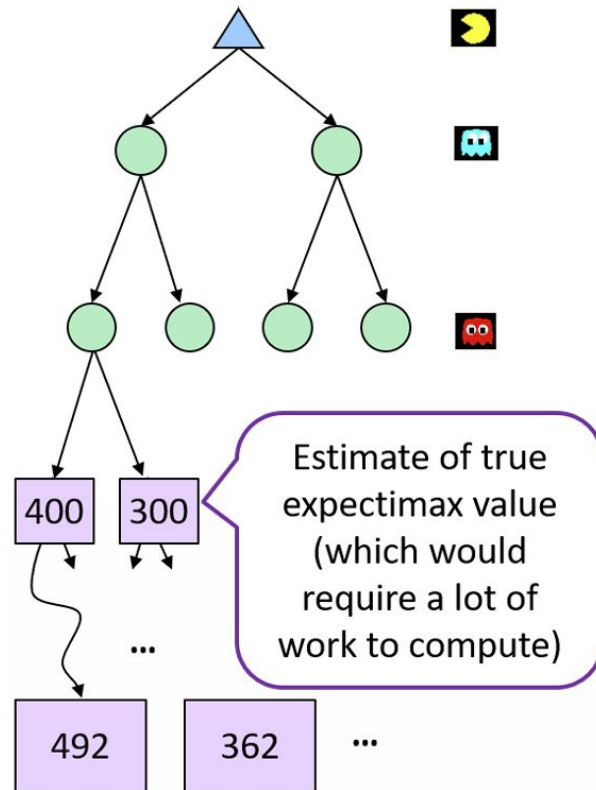 400 300
Estimate of true
expectimax value
(which would
require a lot of
work to compute)
...
492 362 ...